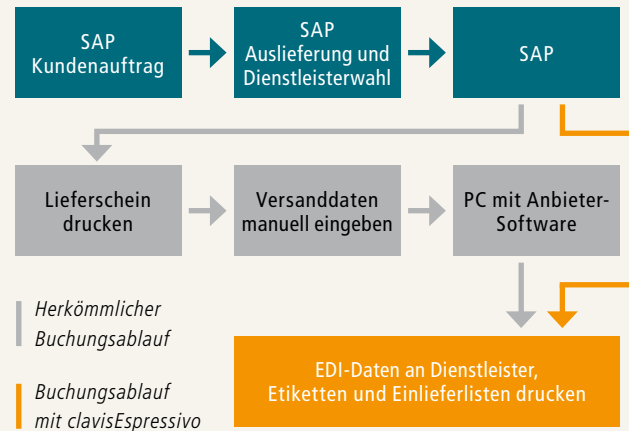 SAP
Kundenauftrag
SAP
Auslieferung und
Dienstleisterwahl
SAP
Lieferschein
drucken
Versanddaten
manuell eingeben
PC mit Anbieter-
Software
Herkömmlicher
Buchungsablauf
EDI-Daten an Dienstleister,
Etiketten und Einlieferlisten drucken
Buchungsablauf
mit clavisEspressivo